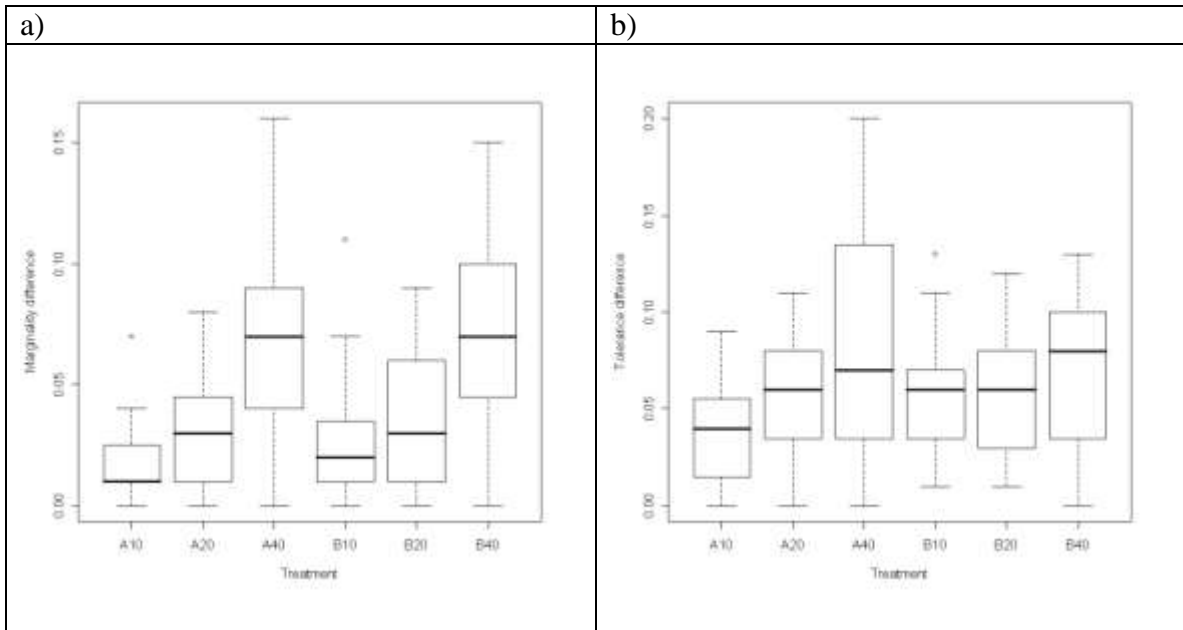 a)
b)
Marginality difference
0.15
0.10
0.05
0.00
A10 A20 A40 B10 B20 B40
Treatment
Tolerance difference
0.20
0.15
0.10
0.05
0.00
A10 A20 A40 B10 B20 B40
Treatment